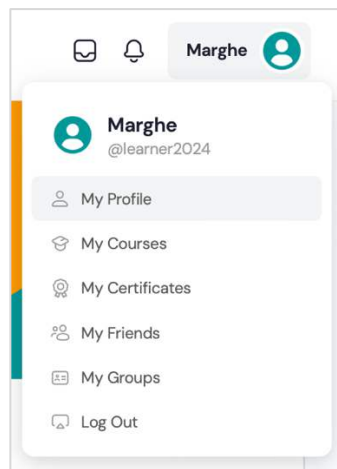 Marghe
Marghe
@learner2024
My Profile
My Courses
My Certificates
My Friends
My Groups
Log Out